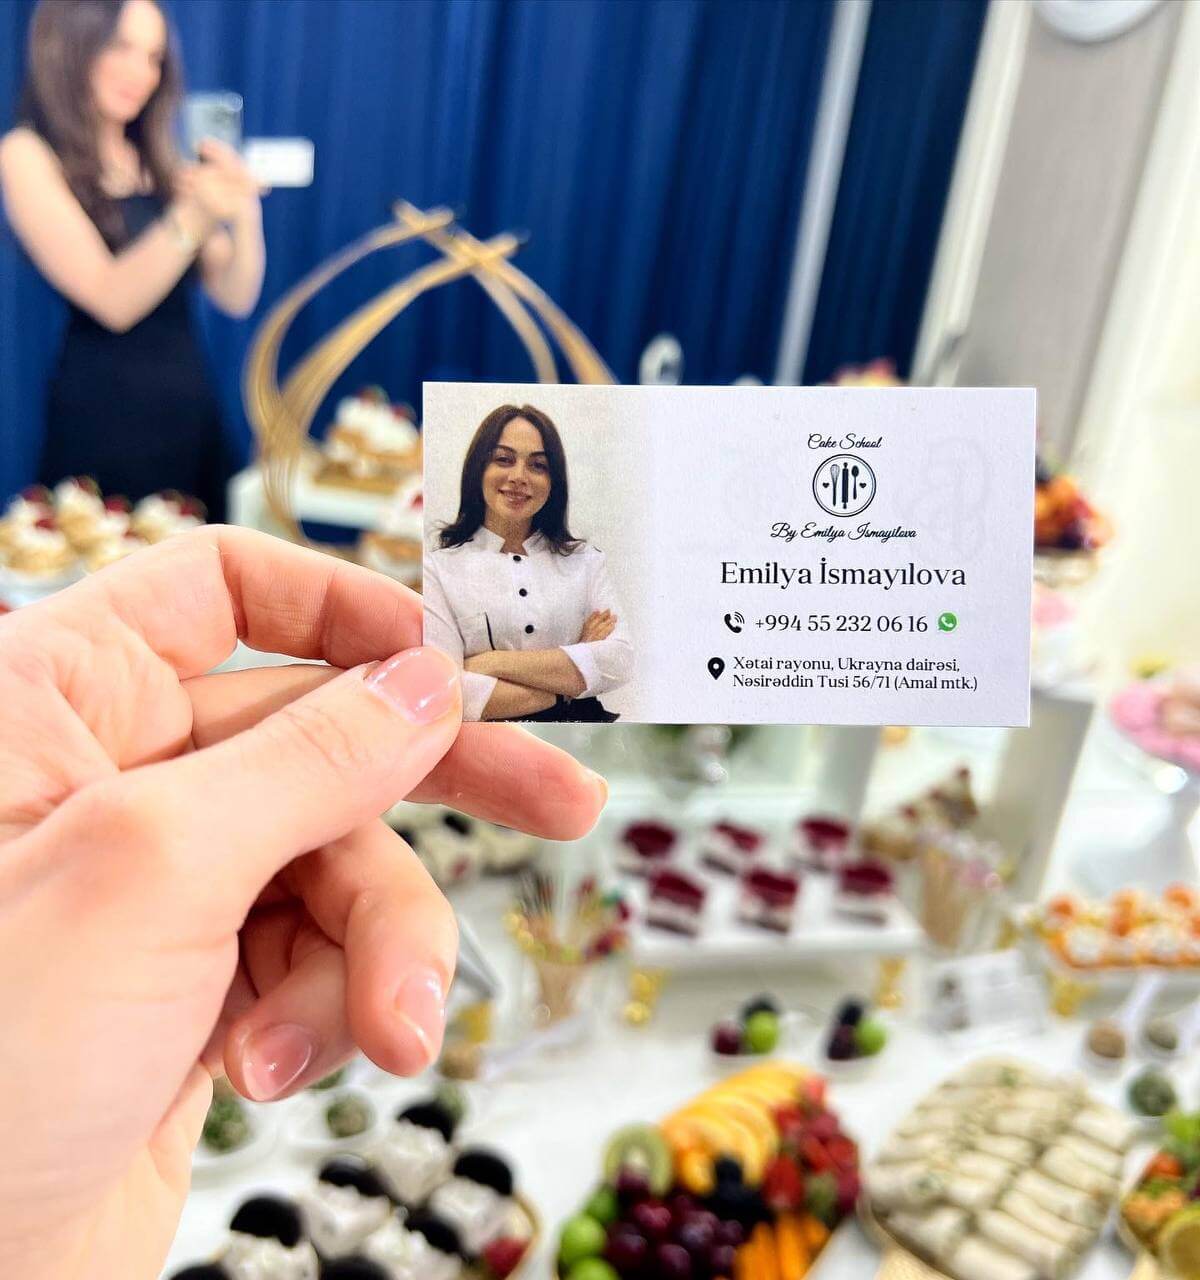 Cake School
By Emilya Ismayilova
Emilya İsmayılova
+994 55 232 06 16
Xətai rayonu, Ukrayna dairəsi,
Nəsirəddin Tusi 56/71 (Amal mtk.)